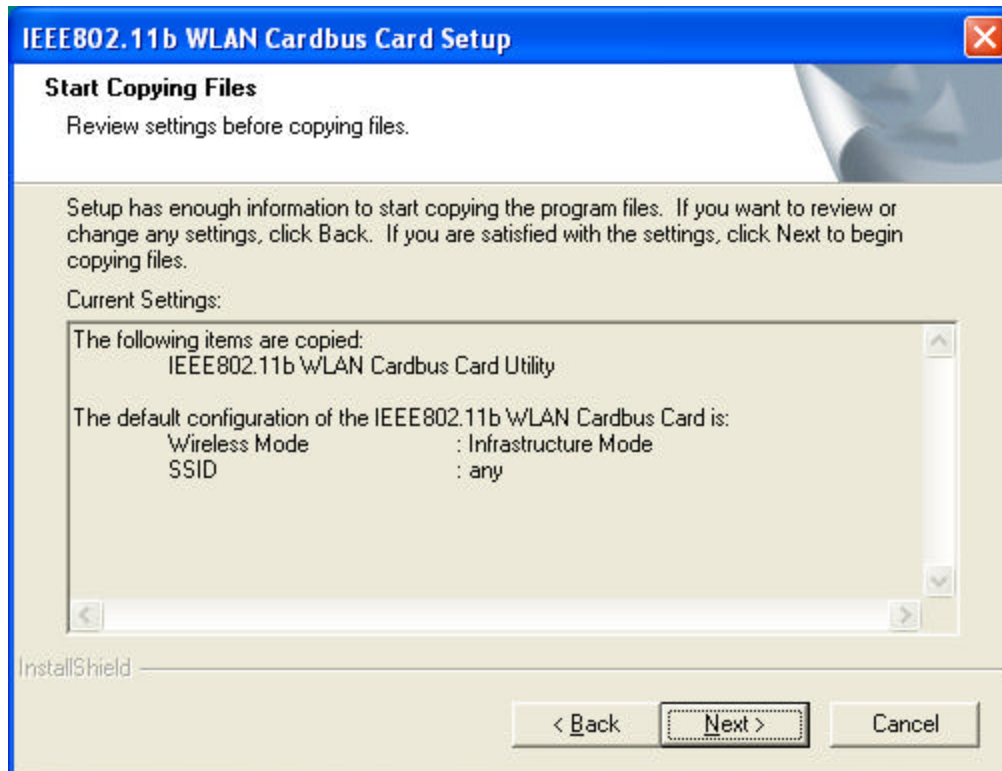 IEEE802.11b WLAN Cardbus Card Setup
Start Copying Files
Review settings before copying files.
Setup has enough information to start copying the program files.  If you want to review or
change any settings, click Back.  If you are satisfied with the settings, click Next to begin
copying files.
Current Settings:
The following items are copied:
IEEE802.11b WLAN Cardbus Card Utility
The default configuration of the IEEE802.11b WLAN Cardbus Card is:
Wireless Mode : Infrastructure Mode
SSID : any
InstallShield
< Back Next > Cancel